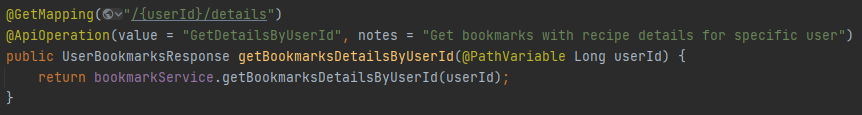 @GetMapping("/{userId}/details")
@ApiOperation(value = "GetDetailsByUserId", notes = "Get bookmarks with recipe details for specific user")
public UserBookmarksResponse getBookmarksDetailsByUserId(@PathVariable Long userId) {
    return bookmarkService.getBookmarksDetailsByUserId(userId);
}